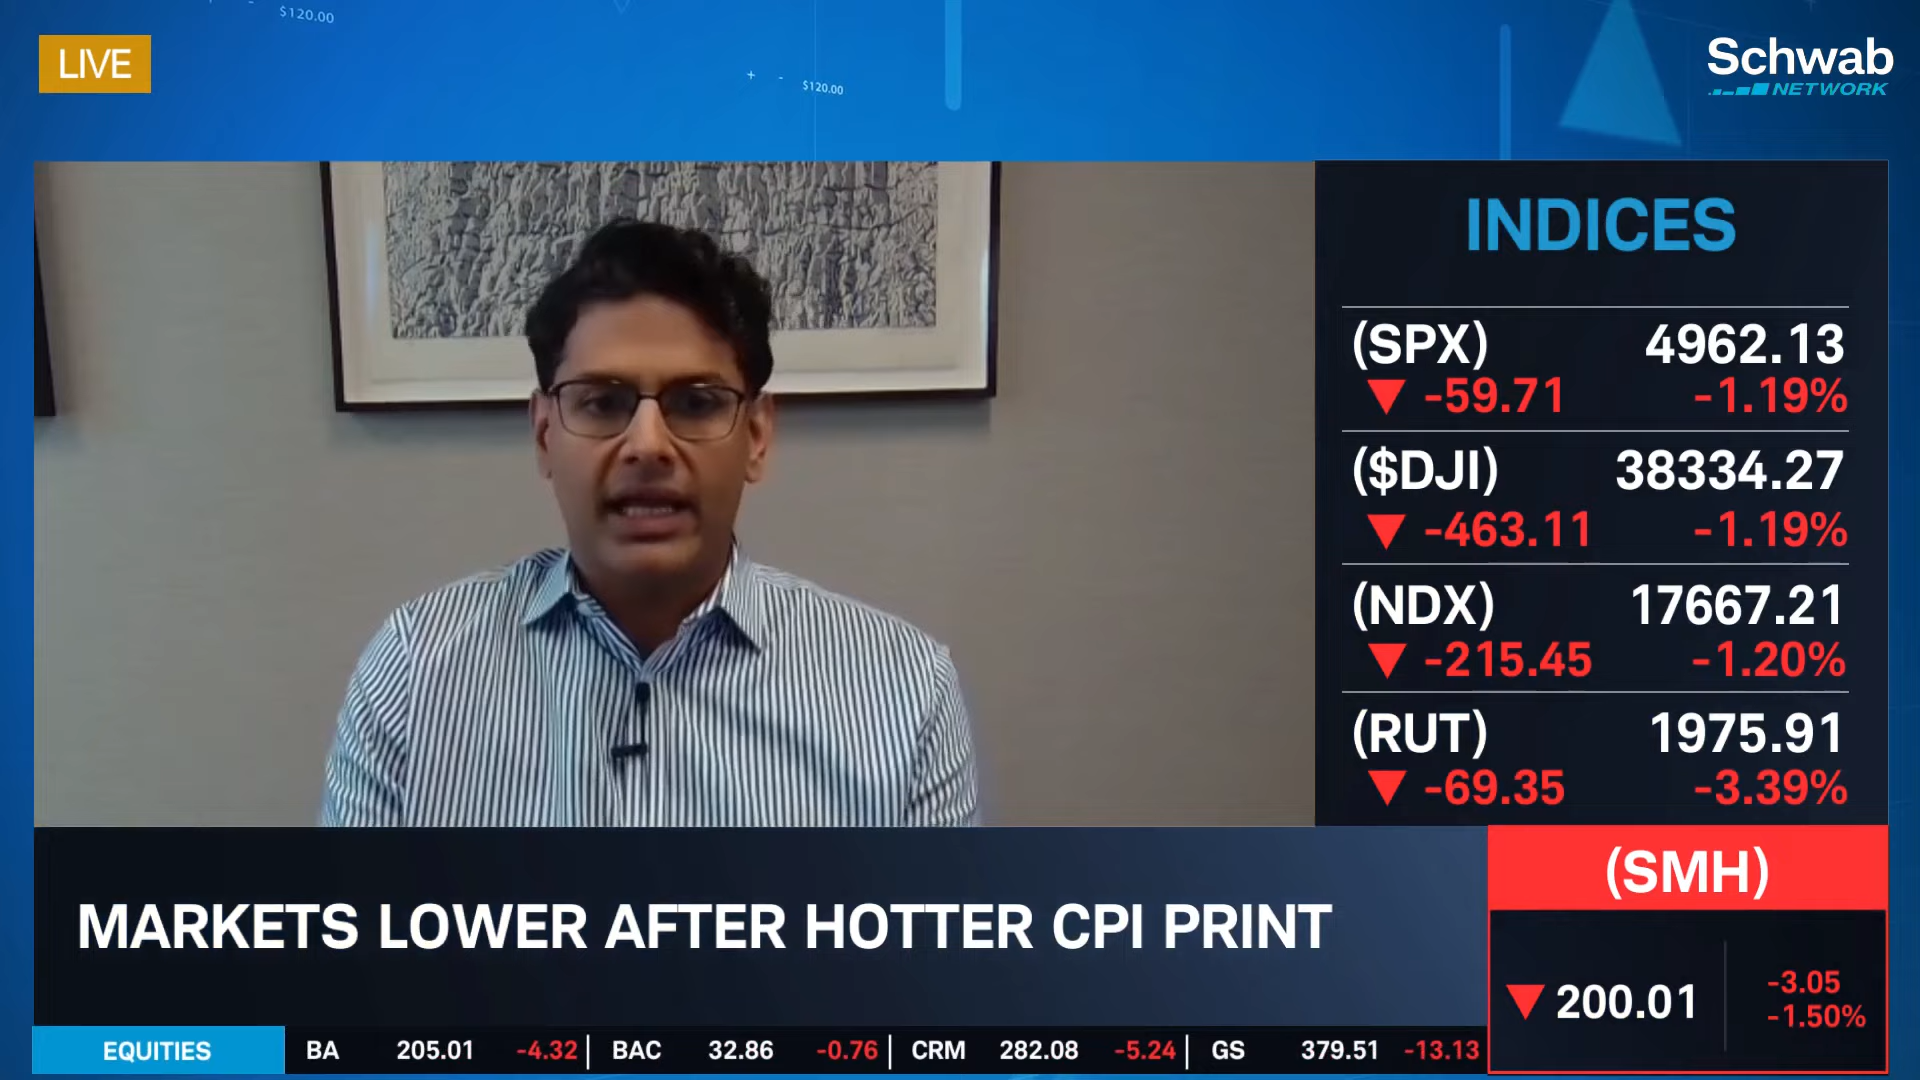 $120.00
LIVE
+ - $120.00
Schwab
NETWORK
INDICES
(SPX) 4962.13
▼ -59.71 -1.19%
($DJI) 38334.27
▼ -463.11 -1.19%
(NDX) 17667.21
▼ -215.45 -1.20%
(RUT) 1975.91
▼ -69.35 -3.39%
MARKETS LOWER AFTER HOTTER CPI PRINT
(SMH)
▼ 200.01
-3.05
-1.50%
EQUITIES BA 205.01 -4.32 BAC 32.86 -0.76 CRM 282.08 -5.24 GS 379.51 -13.13